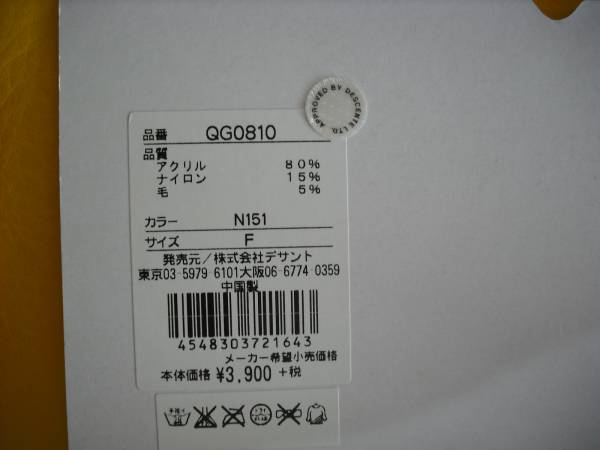 APPROVED BY DESCENTE LTD.
品番 QG0810
品質
アクリル 80%
ナイロン 15%
毛 5%
カラー N151
サイズ F
発売元/株式会社デサント
東京03-5979-6101大阪06-6774-0359
中国製
4548303721643
メーカー希望小売価格
本体価格 ¥3,900 +税